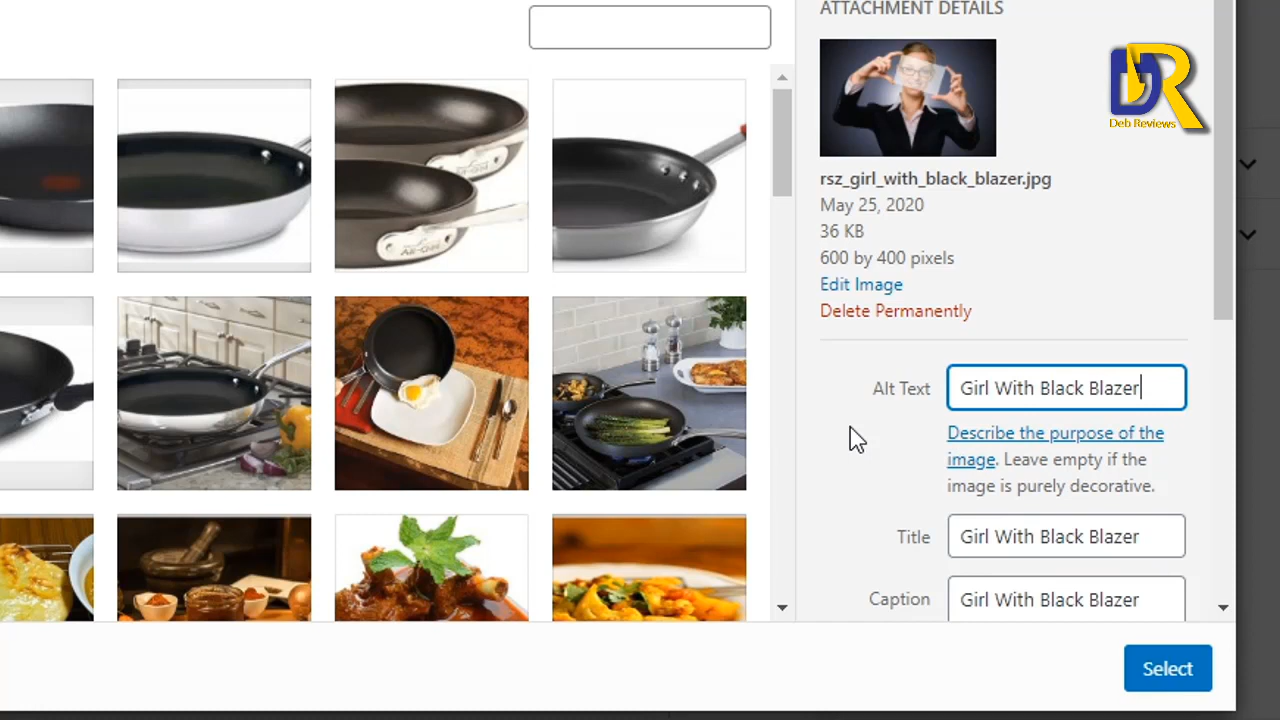 ATTACHMENT DETAILS
Deb Reviews
rsz_girl_with_black_blazer.jpg
May 25, 2020
36 KB
600 by 400 pixels
Edit Image
Delete Permanently
Alt Text Girl With Black Blazer
Describe the purpose of the
image. Leave empty if the
image is purely decorative.
Title Girl With Black Blazer
Caption Girl With Black Blazer
Select